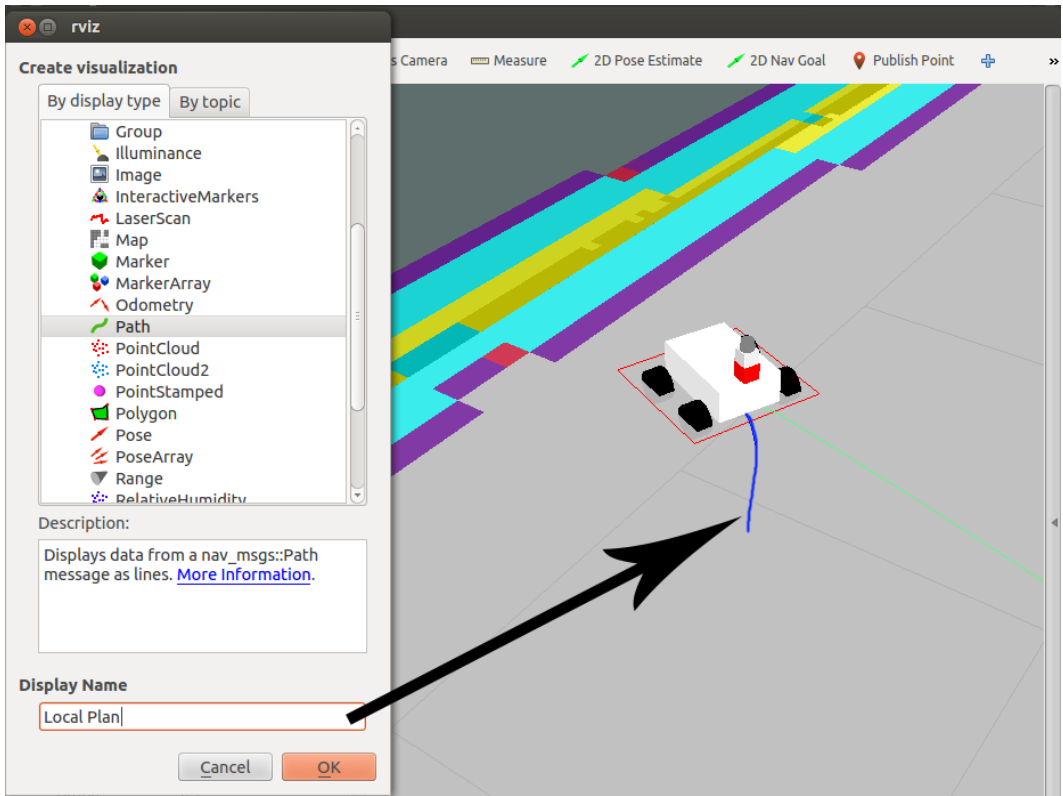 rviz
Create visualization
By display type
By topic
Group
Illuminance
Image
InteractiveMarkers
LaserScan
Map
Marker
MarkerArray
Odometry
Path
PointCloud
PointCloud2
PointStamped
Polygon
Pose
PoseArray
Range
RelativeHumidity
Description:
Displays data from a nav_msgs::Path
message as lines. More Information.
Display Name
Local Plan
Cancel
OK
s Camera
Measure
2D Pose Estimate
2D Nav Goal
Publish Point
»